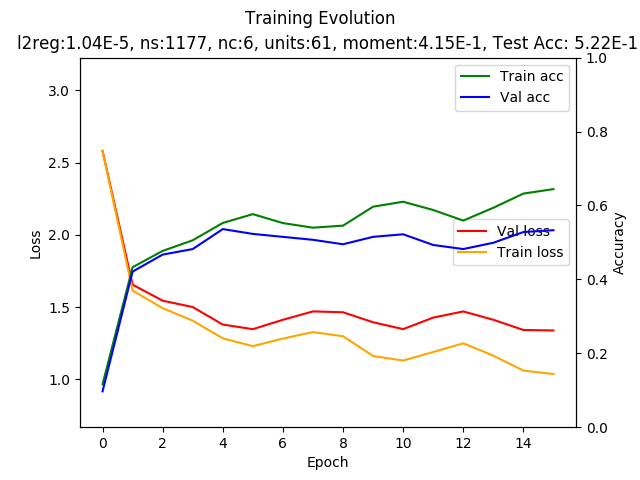 Training Evolution
l2reg:1.04E-5, ns:1177, nc:6, units:61, moment:4.15E-1, Test Acc: 5.22E-1
Train acc
Val acc
Val loss
Train loss
Loss
3.0
2.5
2.0
1.5
1.0
1.0
0.8
0.6
0.4
0.2
0.0
Accuracy
0 2 4 6 8 10 12 14
Epoch